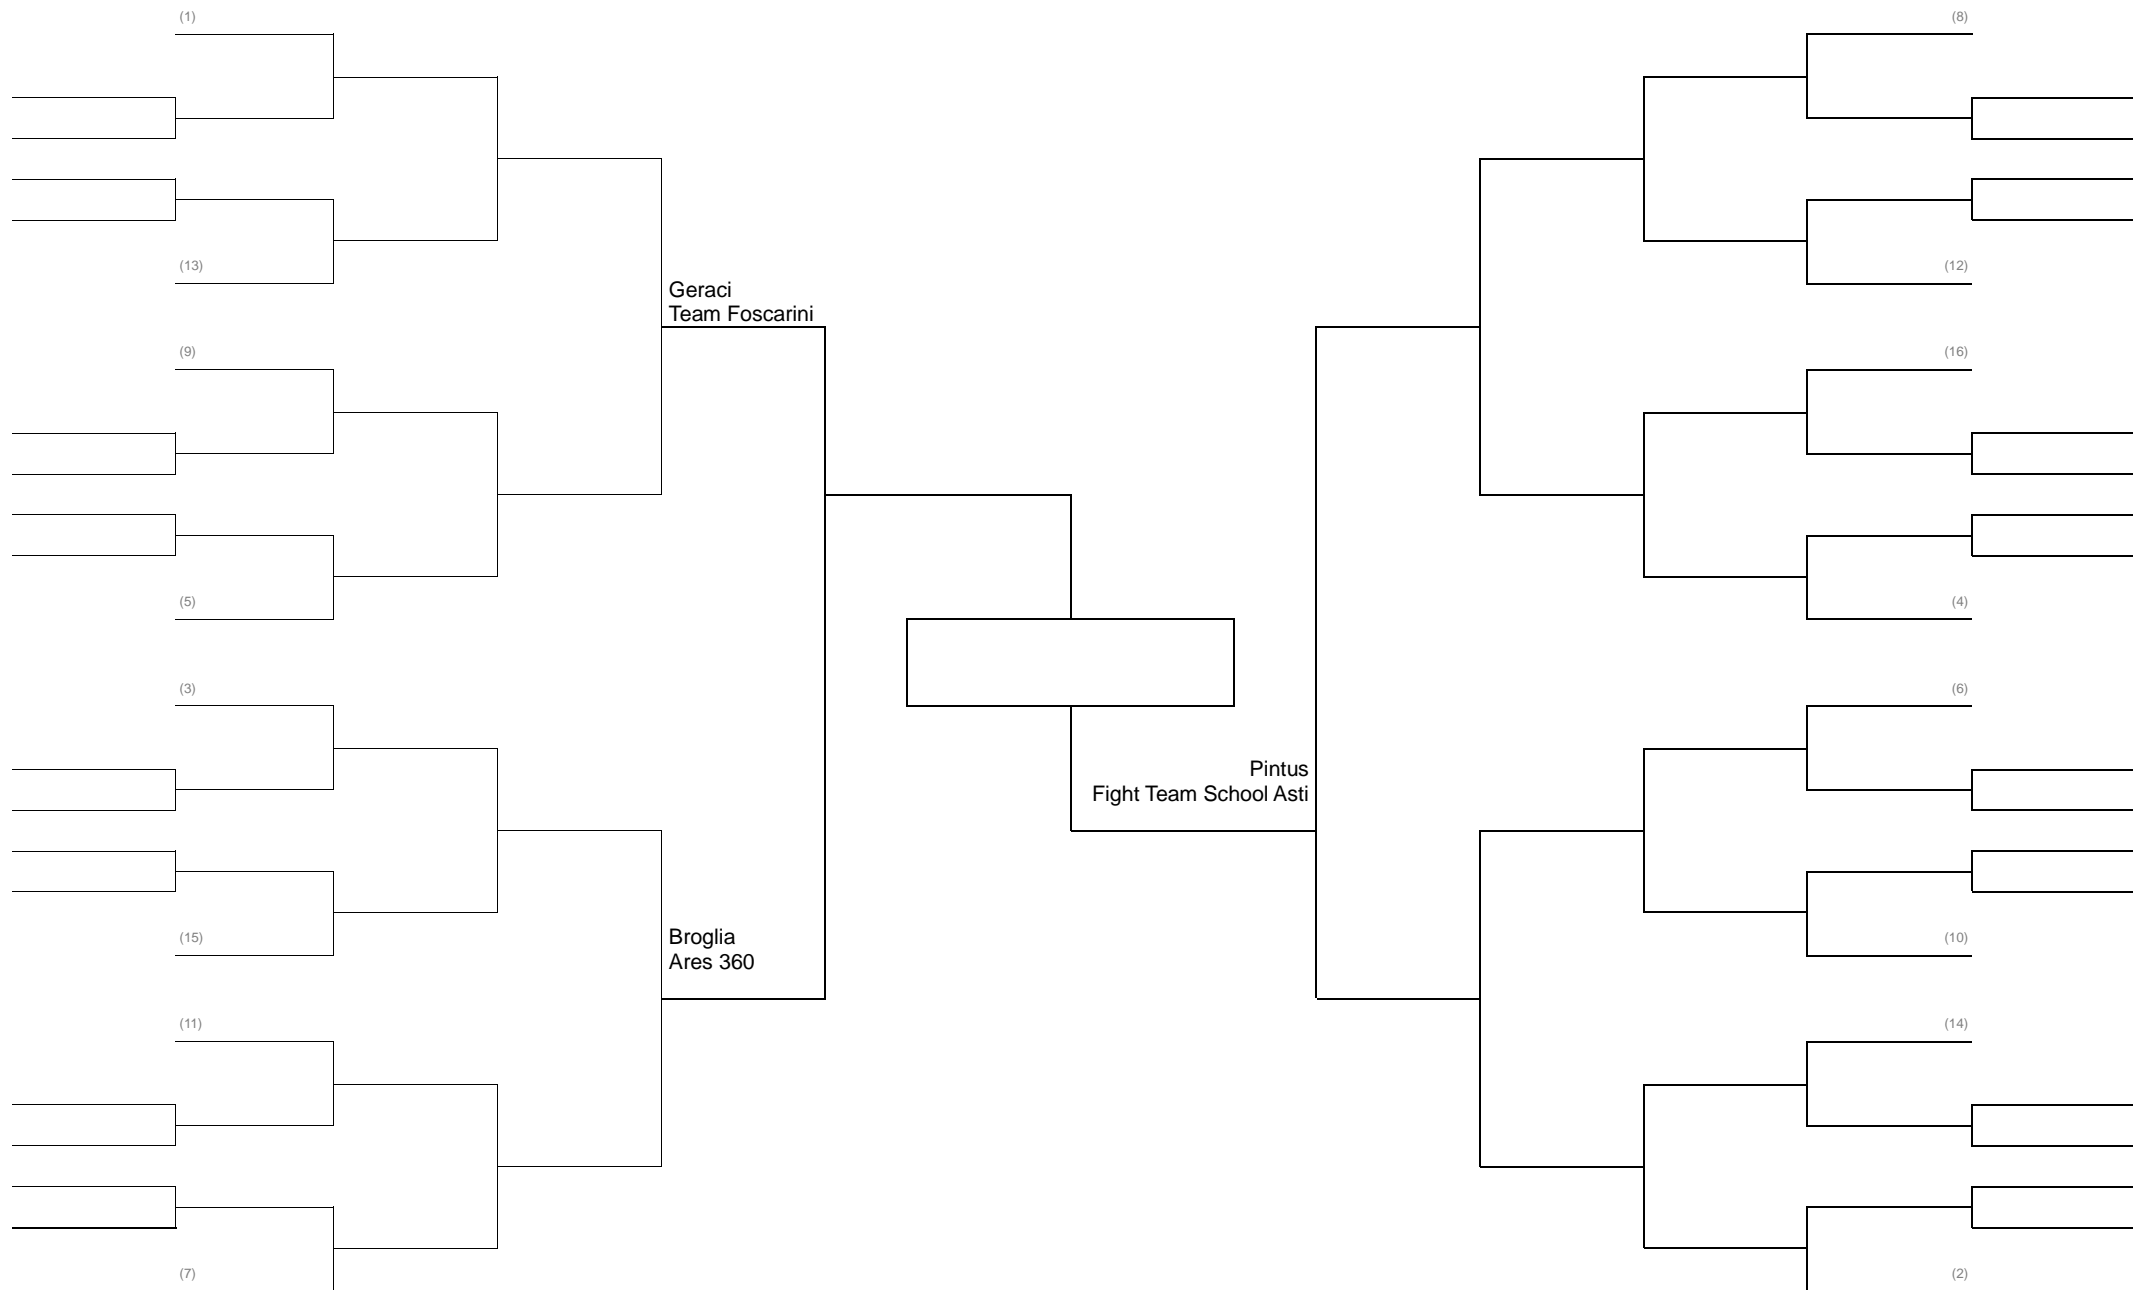 (1)
(13)
(9)
(5)
(3)
(15)
(11)
(7)
Geraci
Team Foscarini
Broglia
Ares 360
Pintus
Fight Team School Asti
(8)
(12)
(16)
(4)
(6)
(10)
(14)
(2)